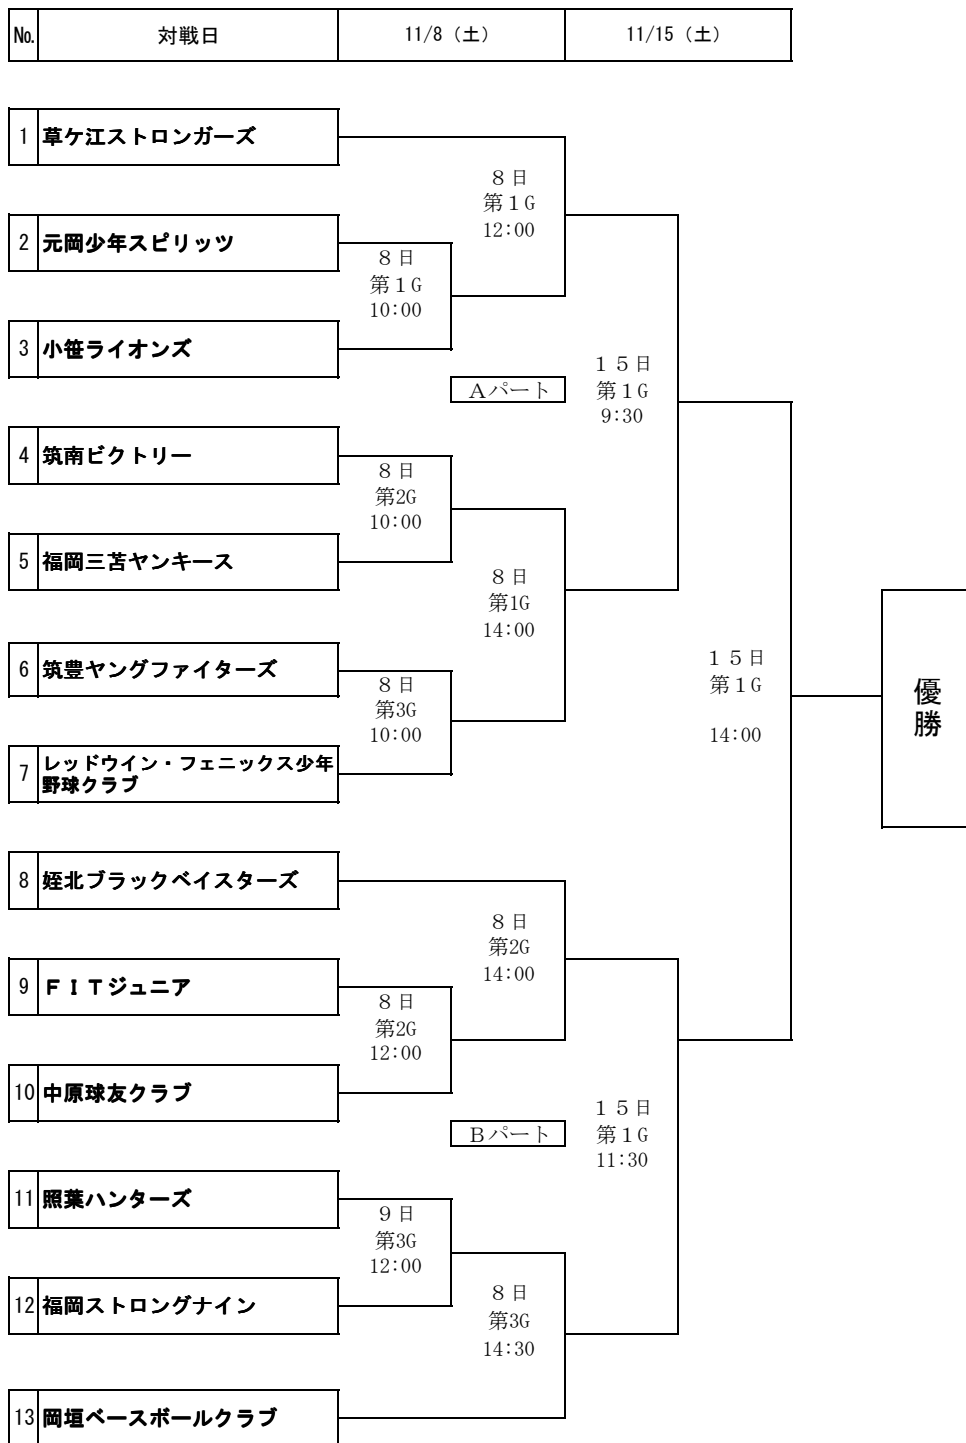 No. 対戦日 11/8（土） 11/15（土）
1 草ケ江ストロンガーズ
８日
第１G
12:00
2 元岡少年スピリッツ
８日
第１G
10:00
3 小笹ライオンズ
１５日
第１G
9:30
Ａパート
4 筑南ビクトリー
８日
第2G
10:00
5 福岡三苫ヤンキース
８日
第1G
14:00
6 筑豊ヤングファイターズ
８日
第3G
10:00
１５日
第１G
14:00
優勝
7 レッドウイン・フェニックス少年
野球クラブ
8 姪北ブラックベイスターズ
８日
第2G
14:00
9 ＦＩＴジュニア
８日
第2G
12:00
10 中原球友クラブ
１５日
第１G
11:30
Ｂパート
11 照葉ハンターズ
９日
第3G
12:00
12 福岡ストロングナイン
８日
第3G
14:30
13 岡垣ベースボールクラブ